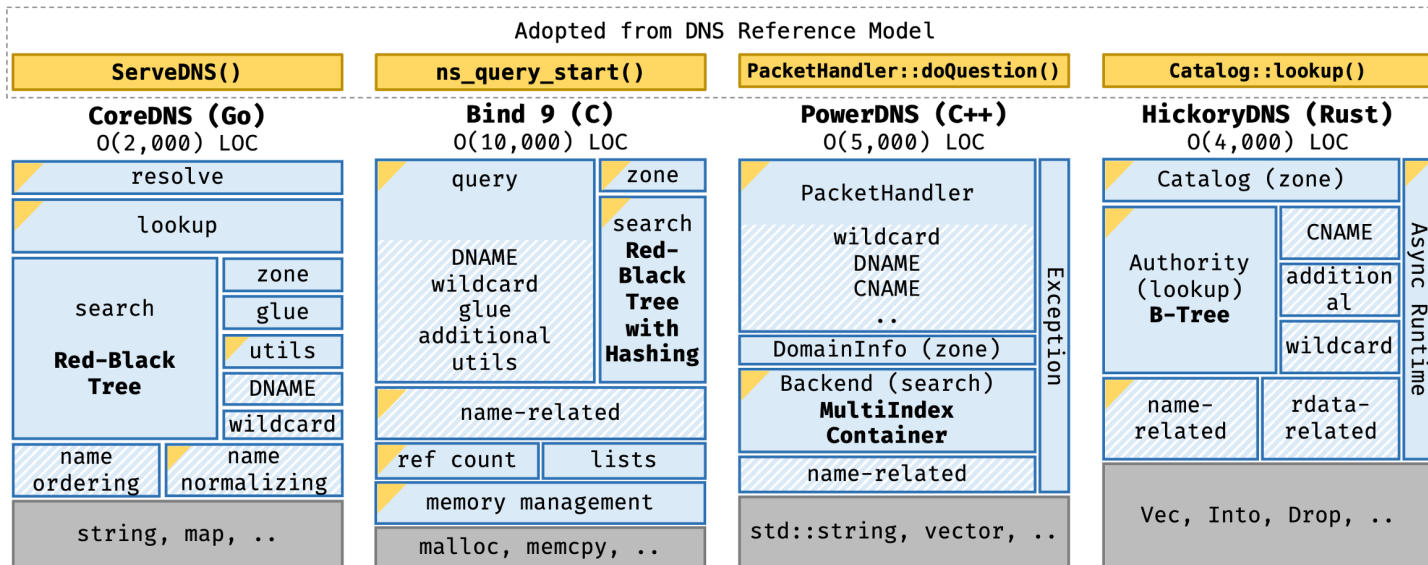 Adopted from DNS Reference Model
ServeDNS()
ns_query_start()
PacketHandler::doQuestion()
Catalog::lookup()
CoreDNS (Go)
O(2,000) LOC
resolve
lookup
search
Red-Black
Tree
zone
glue
utils
DNAME
wildcard
name
ordering
name
normalizing
string, map, ..
Bind 9 (C)
O(10,000) LOC
query
DNAME
wildcard
glue
additional
utils
zone
search
Red-
Black
Tree
with
Hashing
name-related
ref count
lists
memory management
malloc, memcpy, ..
PowerDNS (C++)
O(5,000) LOC
PacketHandler
wildcard
DNAME
CNAME
..
DomainInfo (zone)
Backend (search)
MultiIndex
Container
name-related
Exception
std::string, vector, ..
HickoryDNS (Rust)
O(4,000) LOC
Catalog (zone)
Authority
(lookup)
B-Tree
CNAME
addition
al
wildcard
name-
related
rdata-
related
Async Runtime
Vec, Into, Drop, ..